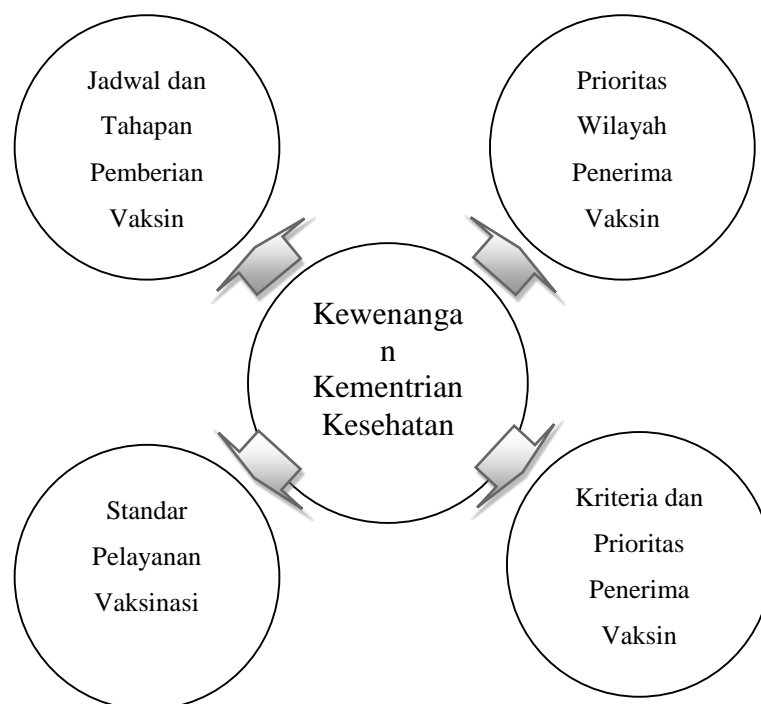 Jadwal dan
Tahapan
Pemberian
Vaksin
Prioritas
Wilayah
Penerima
Vaksin
Kewenanga
n
Kementrian
Kesehatan
Standar
Pelayanan
Vaksinasi
Kriteria dan
Prioritas
Penerima
Vaksin